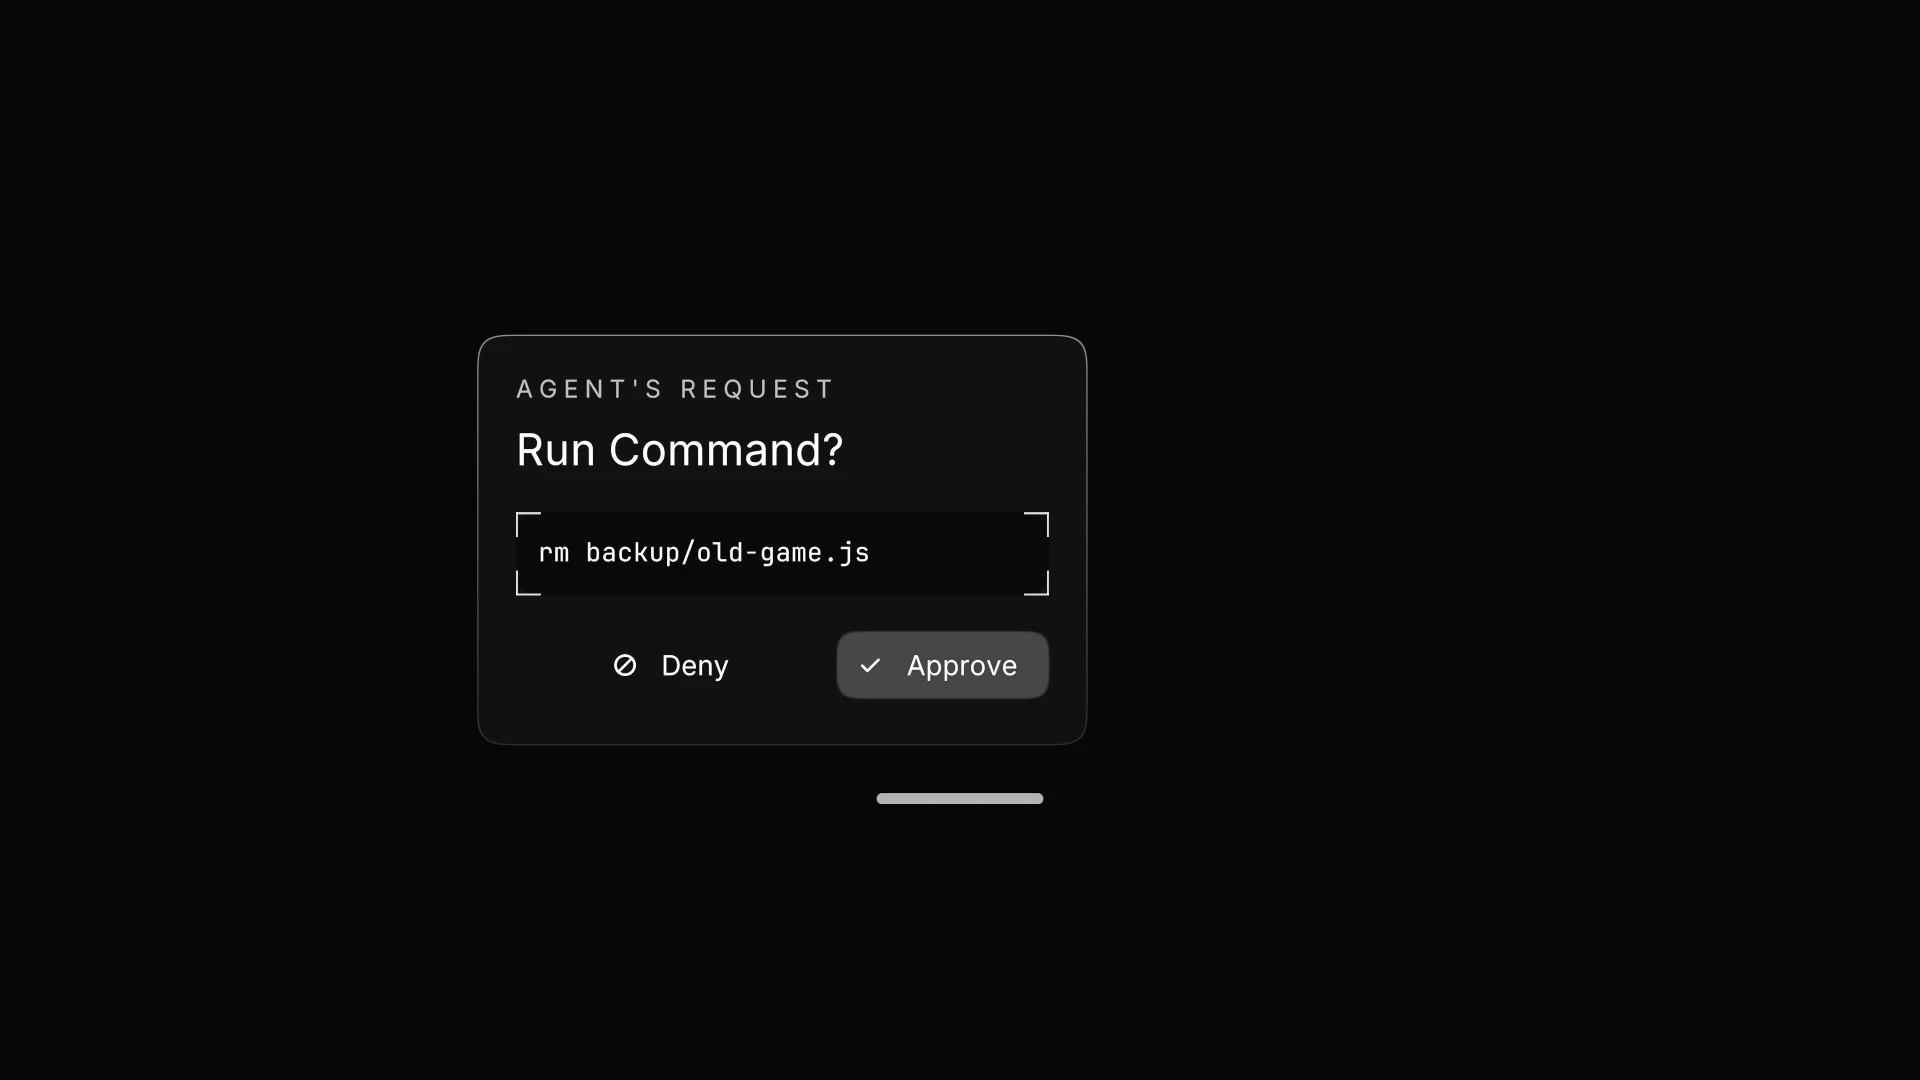 AGENT'S REQUEST
Run Command?
rm backup/old-game.js
Deny
Approve